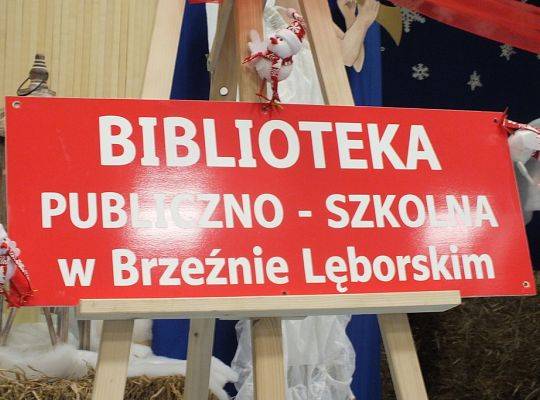 BIBLIOTEKA
PUBLICZNO - SZKOLNA
w Brzeźnie Lęborskim